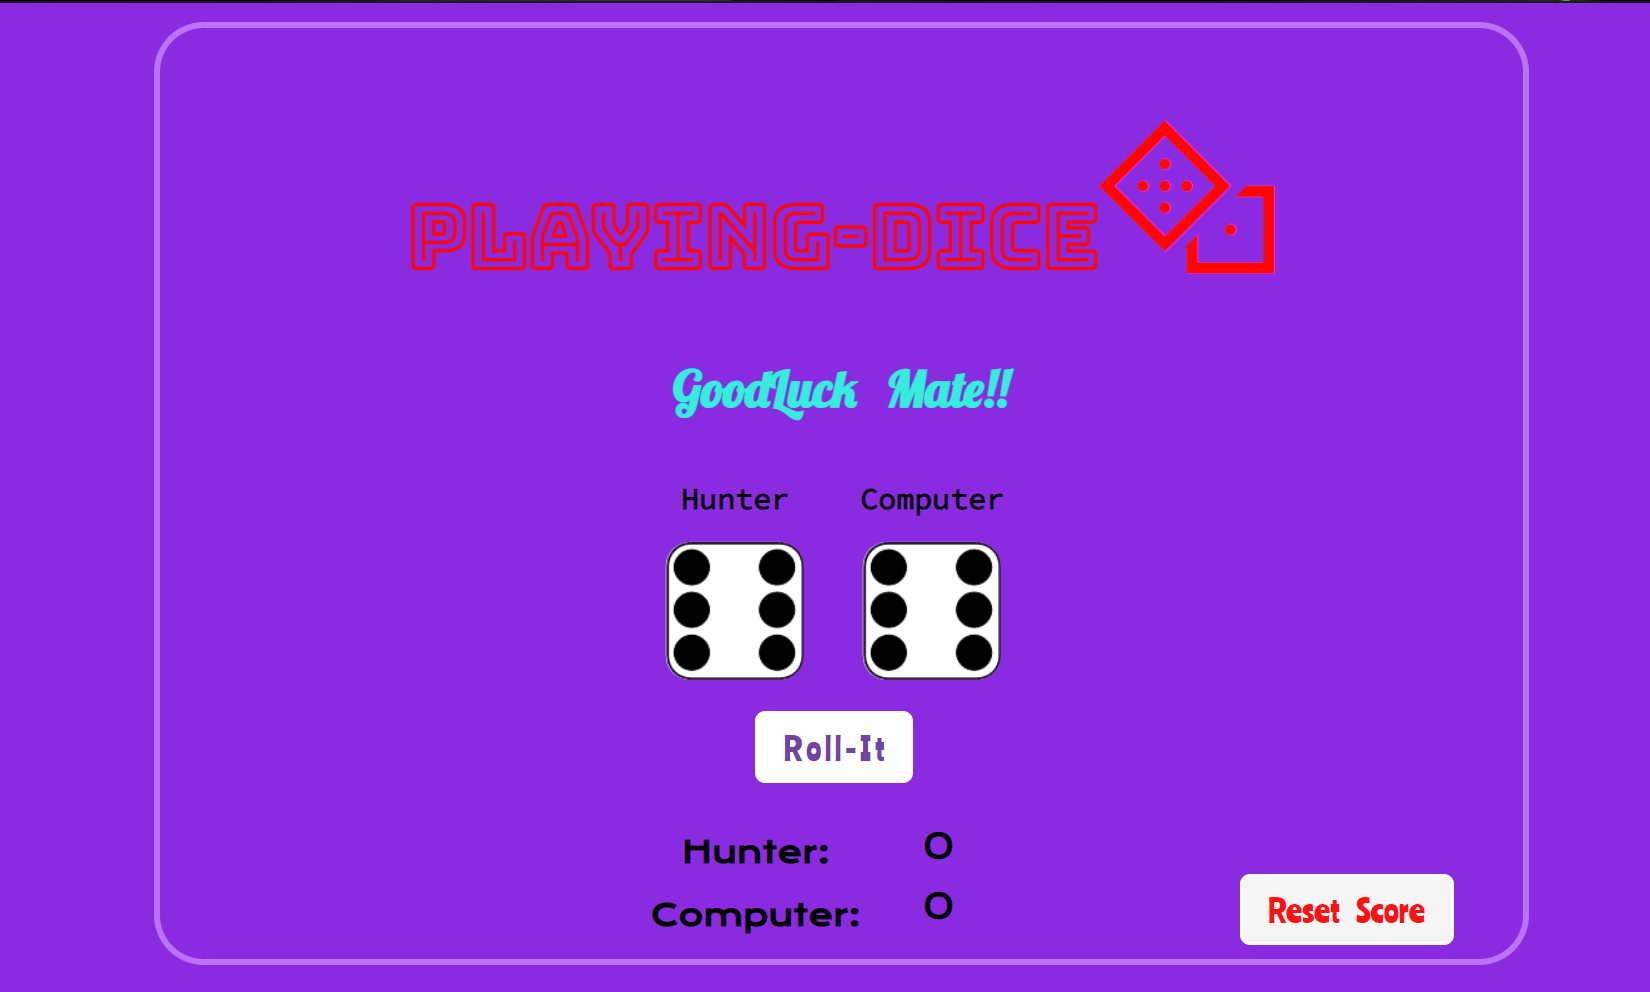 PLAYING-DICE
GoodLuck Mate!!
Hunter Computer
Roll-It
Hunter: 0
Computer: 0
Reset Score